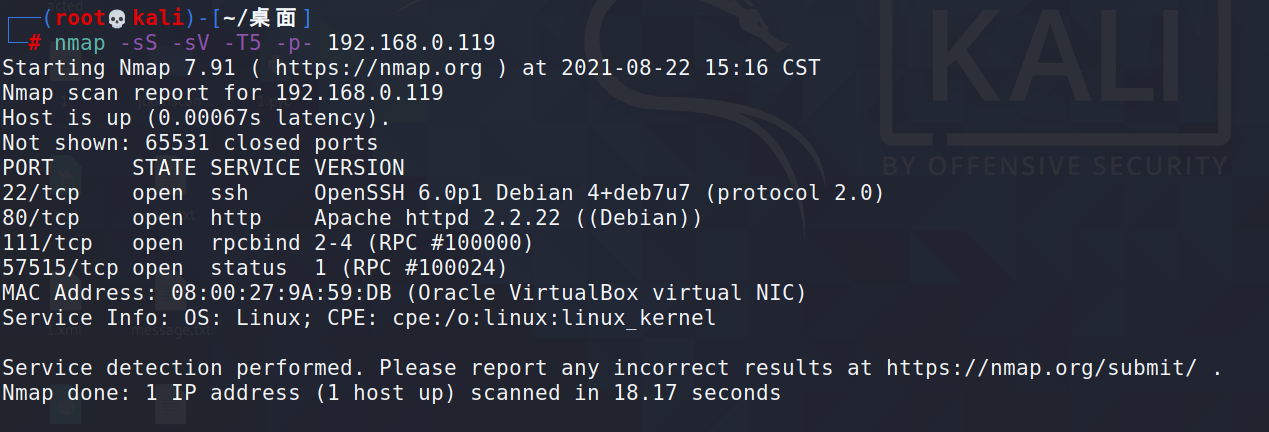 acted
(root💀kali)-[~/桌面]
# nmap -sS -sV -T5 -p- 192.168.0.119
Starting Nmap 7.91 ( https://nmap.org ) at 2021-08-22 15:16 CST
Nmap scan report for 192.168.0.119
Host is up (0.00067s latency).
Not shown: 65531 closed ports
PORT      STATE SERVICE VERSION
22/tcp    open  ssh     OpenSSH 6.0p1 Debian 4+deb7u7 (protocol 2.0)
80/tcp    open  http    Apache httpd 2.2.22 ((Debian))
111/tcp   open  rpcbind 2-4 (RPC #100000)
57515/tcp open  status  1 (RPC #100024)
MAC Address: 08:00:27:9A:59:DB (Oracle VirtualBox virtual NIC)
Service Info: OS: Linux; CPE: cpe:/o:linux:linux_kernel
message.txt
Service detection performed. Please report any incorrect results at https://nmap.org/submit/ .
Nmap done: 1 IP address (1 host up) scanned in 18.17 seconds
KALI
BY OFFENSIVE SECURITY